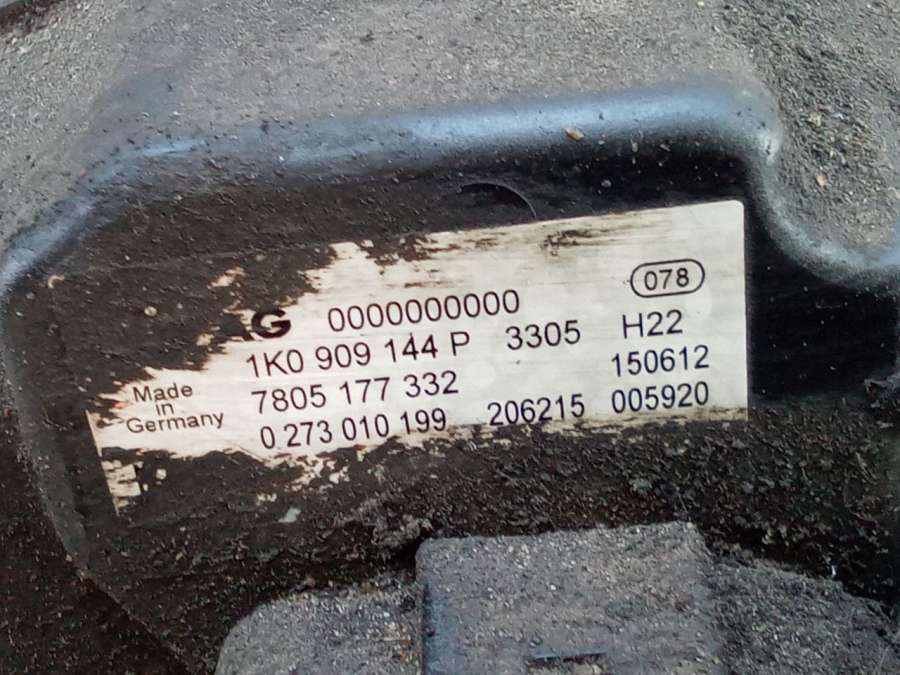 078
AG 0000000000
1K0 909 144 P 3305 H22
7805 177 332 150612
0 273 010 199 206215 005920
Made
in
Germany